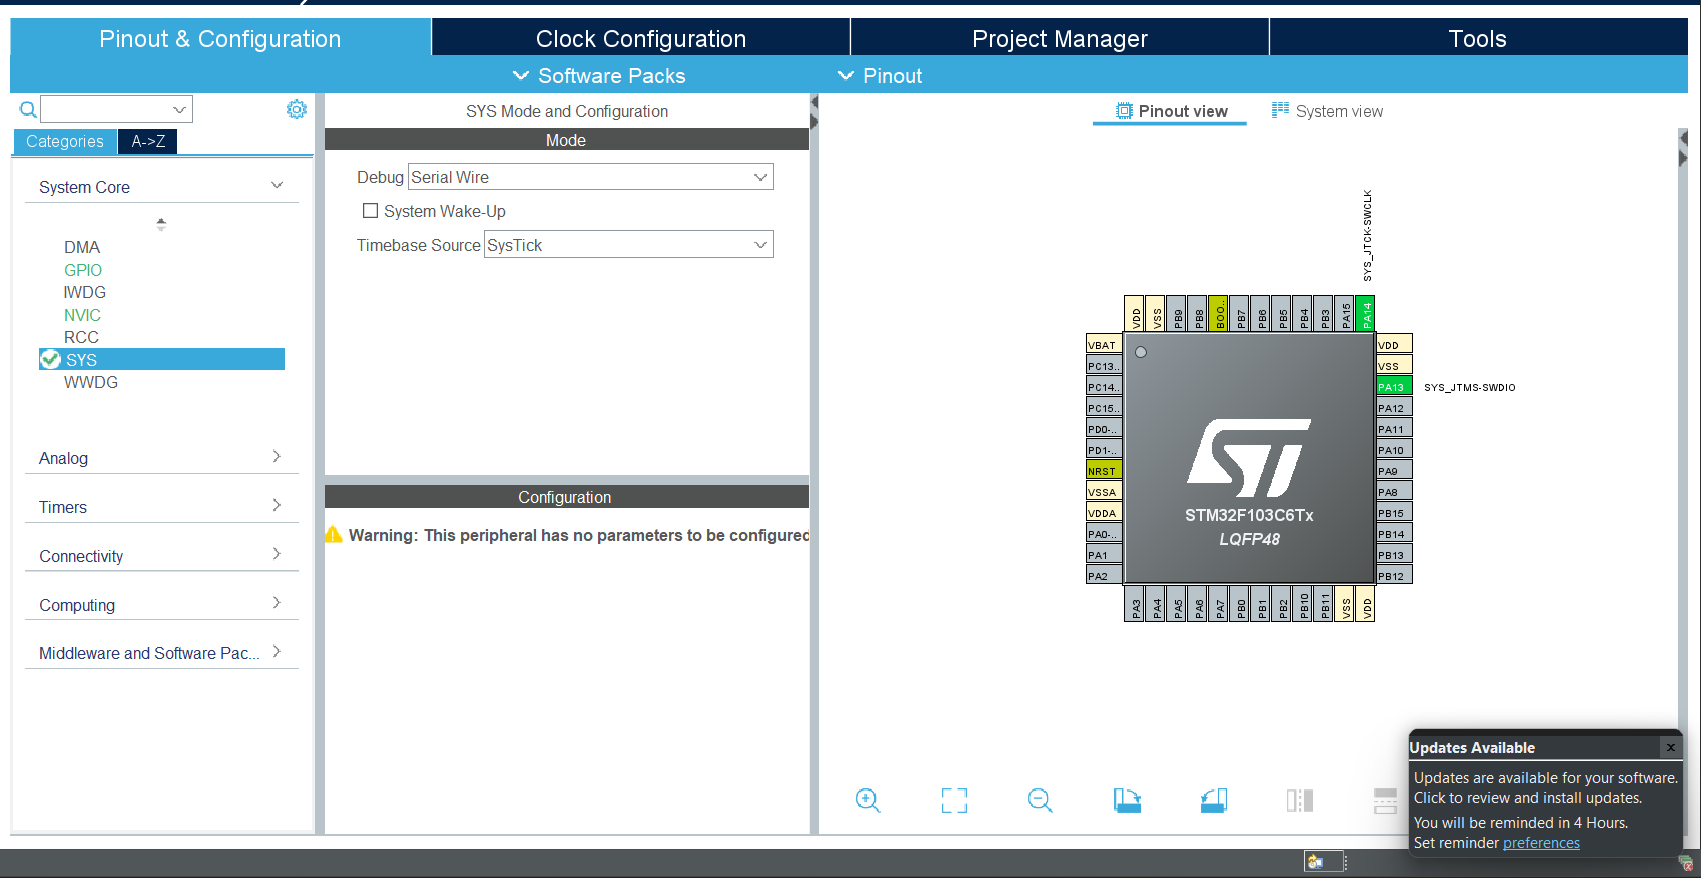 Pinout & Configuration
Clock Configuration
Project Manager
Tools
Software Packs
Pinout
Categories
A->Z
System Core
DMA
GPIO
IWDG
NVIC
RCC
SYS
WWDG
Analog
Timers
Connectivity
Computing
Middleware and Software Pac...
SYS Mode and Configuration
Mode
Debug Serial Wire
System Wake-Up
Timebase Source SysTick
Configuration
Warning: This peripheral has no parameters to be configured
Pinout view
System view
SYS_JTCK-SWCLK
VDD
VSS
PB9
PB8
BOO..
PB7
PB6
PB5
PB4
PB3
PA15
PA14
VBAT
PC13..
PC14..
PC15..
PD0-..
PD1-..
NRST
VSSA
VDDA
PA0-..
PA1
PA2
ST
STM32F103C6Tx
LQFP48
VDD
VSS
PA13 SYS_JTMS-SWDIO
PA12
PA11
PA10
PA9
PA8
PB15
PB14
PB13
PB12
PA3
PA4
PA5
PA6
PA7
PB0
PB1
PB2
PB10
PB11
VSS
VDD
Updates Available x
Updates are available for your software.
Click to review and install updates.
You will be reminded in 4 Hours.
Set reminder preferences